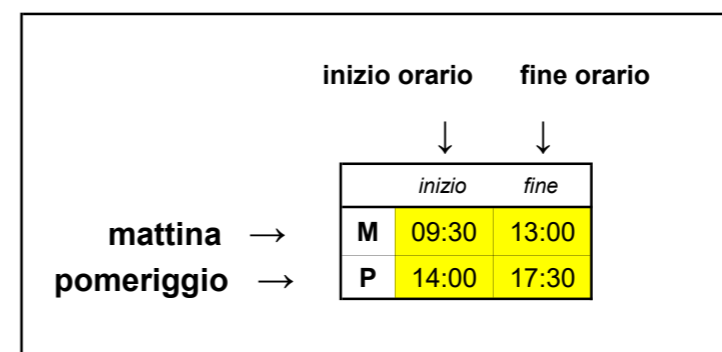 inizio orario fine orario
↓ ↓
inizio fine
mattina → M 09:30 13:00
pomeriggio → P 14:00 17:30